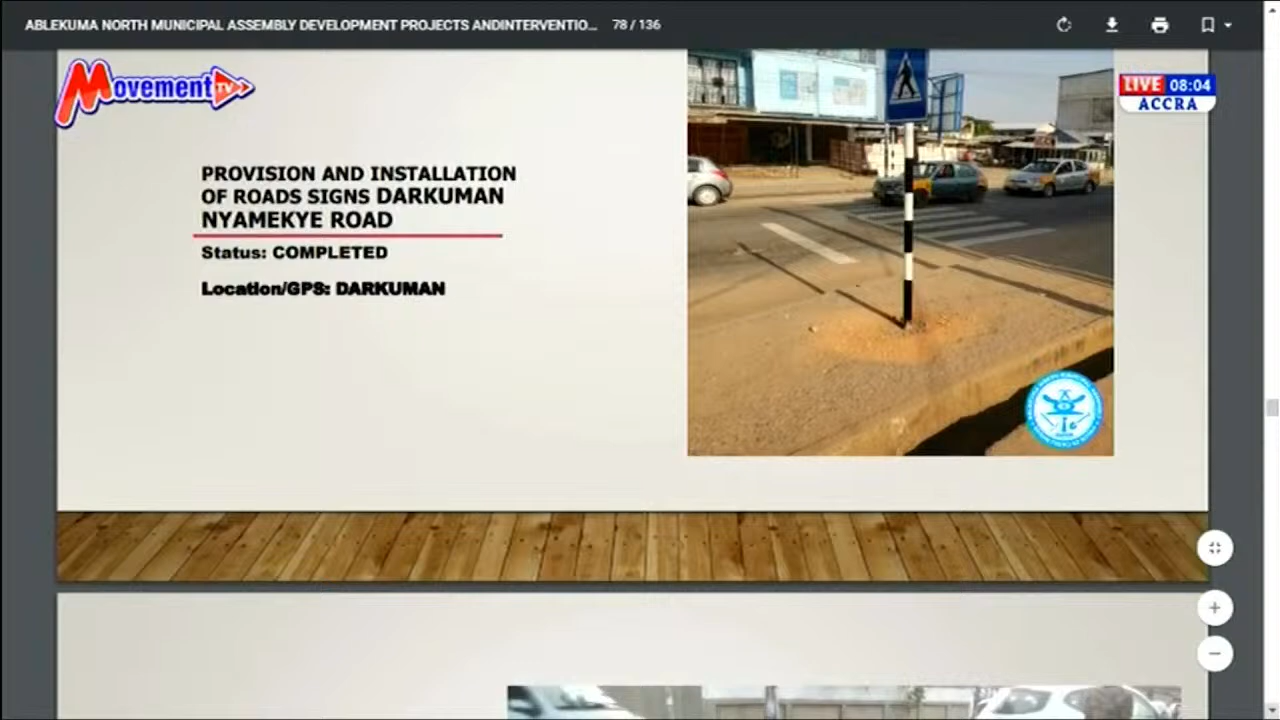 ABLEKUMA NORTH MUNICIPAL ASSEMBLY DEVELOPMENT PROJECTS ANDINTERVENTIO... 78 / 136
Movement TV
LIVE 08:04
ACCRA
PROVISION AND INSTALLATION
OF ROADS SIGNS DARKUMAN
NYAMEKYE ROAD
Status: COMPLETED
Location/GPS: DARKUMAN